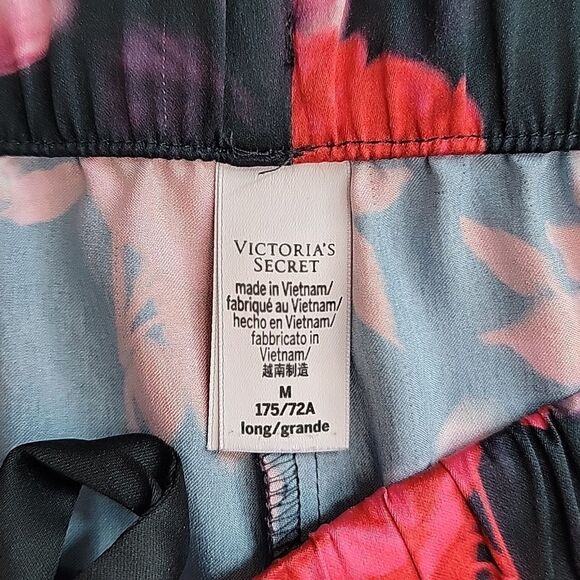 VICTORIA'S
SECRET
made in Vietnam/
fabriqué au Vietnam/
hecho en Vietnam/
fabbricato in
Vietnam/
越南制造
M
175/72A
long/grande